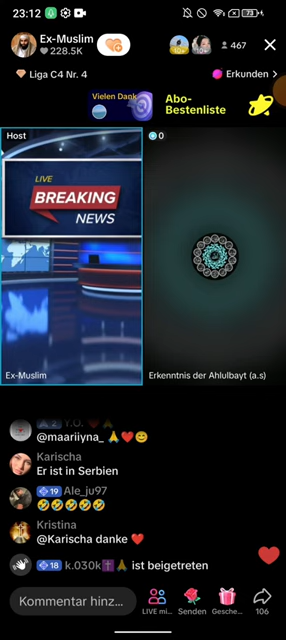 23:12
73
Ex-Muslim
228.5K
467
Liga C4 Nr. 4
Erkunden >
Vielen Dank
Abo-
Bestenliste
Host
0
LIVE
BREAKING
NEWS
Ex-Muslim
Erkenntnis der Ahlulbayt (a.s)
2 Y.O. ❤️🙏
@maariiyna_ 🙏❤️😊
Karischa
Er ist in Serbien
19 Ale_ju97
🤣🤣🤣🤣🤣
Kristina
@Karischa danke ❤️
18 k.030k✝️🙏 ist beigetreten
Kommentar hinz...
LIVE mi...
Senden
Gesche...
106